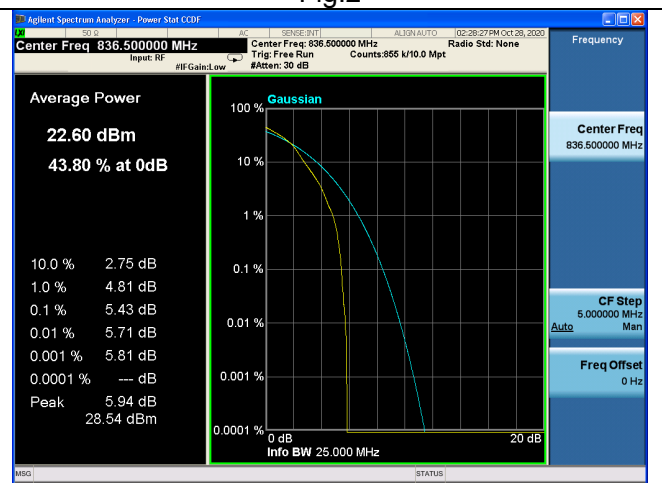 Fig.2
Agilent Spectrum Analyzer - Power Stat CCDF
LXI 50 Ω AC SENSE:INT ALIGN AUTO 02:28:27 PM Oct 28, 2020
Center Freq 836.500000 MHz Center Freq: 836.500000 MHz Radio Std: None Frequency
Input: RF Trig: Free Run Counts:855 k/10.0 Mpt
#IFGain:Low #Atten: 30 dB
Average Power
22.60 dBm
43.80 % at 0dB
10.0 % 2.75 dB
1.0 % 4.81 dB
0.1 % 5.43 dB
0.01 % 5.71 dB
0.001 % 5.81 dB
0.0001 % --- dB
Peak 5.94 dB
28.54 dBm
Gaussian
100 %
10 %
1 %
0.1 %
0.01 %
0.001 %
0.0001 %
0 dB 20 dB
Info BW 25.000 MHz
Center Freq
836.500000 MHz
CF Step
5.000000 MHz
Auto Man
Freq Offset
0 Hz
MSG STATUS